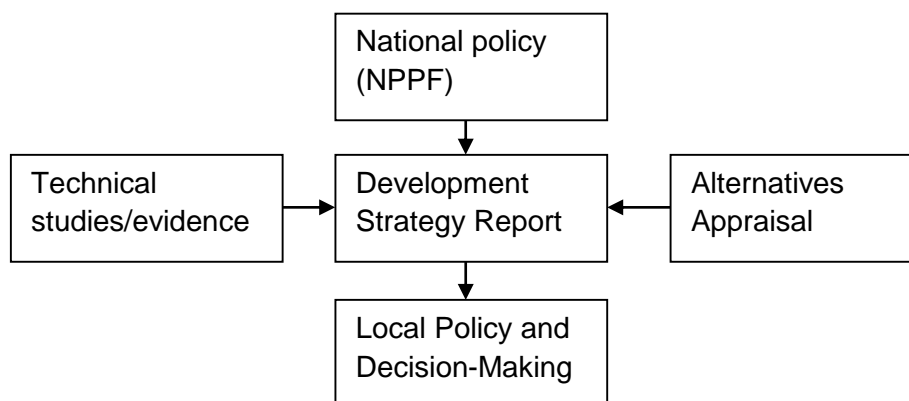 National policy
(NPPF)
Technical
studies/evidence
Development
Strategy Report
Alternatives
Appraisal
Local Policy and
Decision-Making